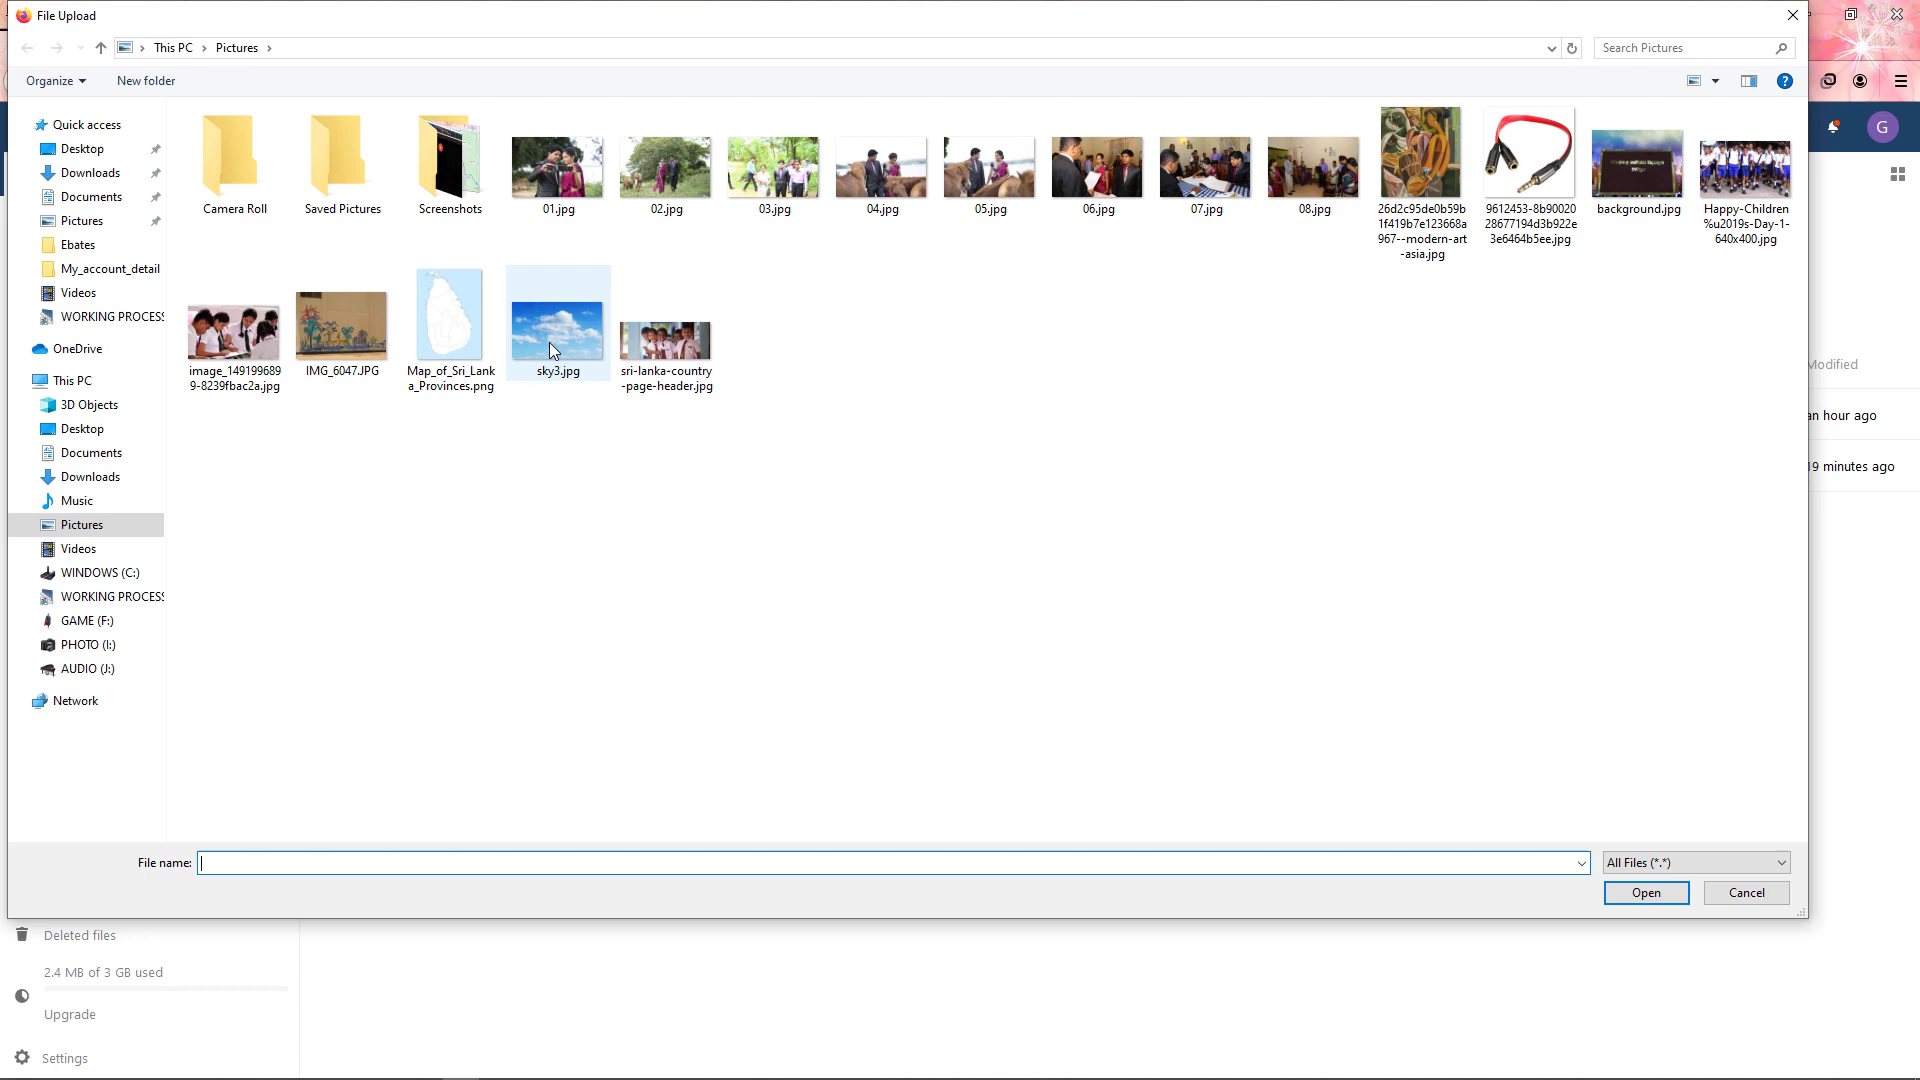 File Upload
This PC
Pictures
Search Pictures
Organize
New folder
G
Quick access
Desktop
Downloads
Documents
Pictures
Ebates
My_account_detail
Videos
WORKING PROCESS
OneDrive
This PC
3D Objects
Desktop
Documents
Downloads
Music
Pictures
Videos
WINDOWS (C:)
WORKING PROCESS
GAME (F:)
PHOTO (I:)
AUDIO (J:)
Network
Camera Roll
Saved Pictures
Screenshots
01.jpg
02.jpg
03.jpg
04.jpg
05.jpg
06.jpg
07.jpg
08.jpg
26d2c95de0b59b
1f419b7e123668a
967--modern-art
-asia.jpg
9612453-8b90020
28677194d3b922e
3e6464b5ee.jpg
background.jpg
Happy-Children
%u2019s-Day-1-
640x400.jpg
image_149199689
9-8239fbac2a.jpg
IMG_6047.JPG
Map_of_Sri_Lank
a_Provinces.png
sky3.jpg
sri-lanka-country
-page-header.jpg
Modified
an hour ago
19 minutes ago
File name:
All Files (*.*)
Open
Cancel
Deleted files
2.4 MB of 3 GB used
Upgrade
Settings